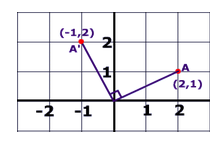 (-1,2)
A'
2
A
1
(2,1)
-2 -1 1 2